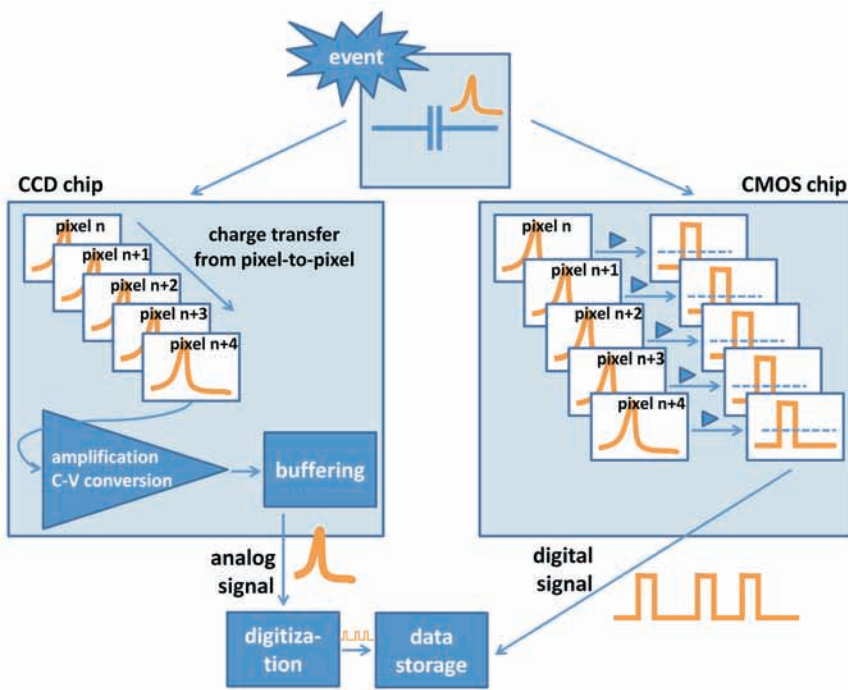 event
CCD chip
CMOS chip
pixel n
pixel n+1
pixel n+2
pixel n+3
pixel n+4
charge transfer
from pixel-to-pixel
amplification
C-V conversion
buffering
pixel n
pixel n+1
pixel n+2
pixel n+3
pixel n+4
analog
signal
digital
signal
digitiza-
tion
data
storage